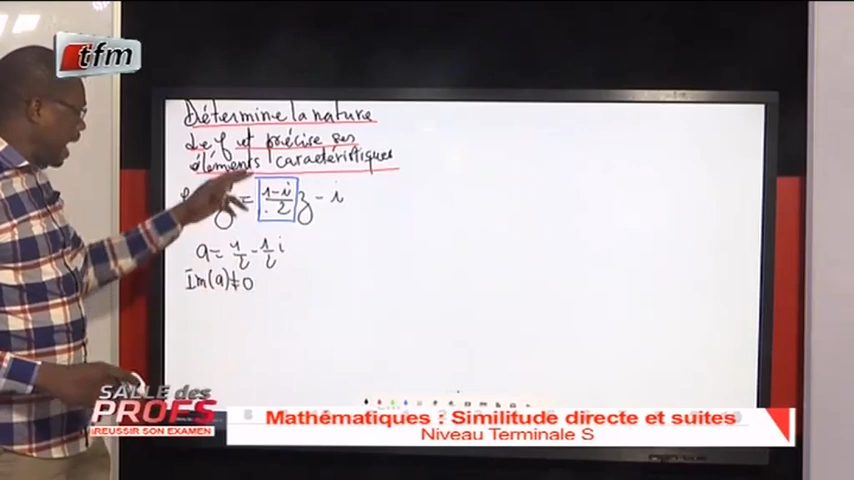 tfm
Détermine la nature
de f et précise ses
éléments caractéristiques
= 1-i/2 z - i
a = 1/2 - 1/2 i
Im(a) ≠ 0
SALLE des
PROFS
REUSSIR SON EXAMEN
Mathématiques : Similitude directe et suites
Niveau Terminale S